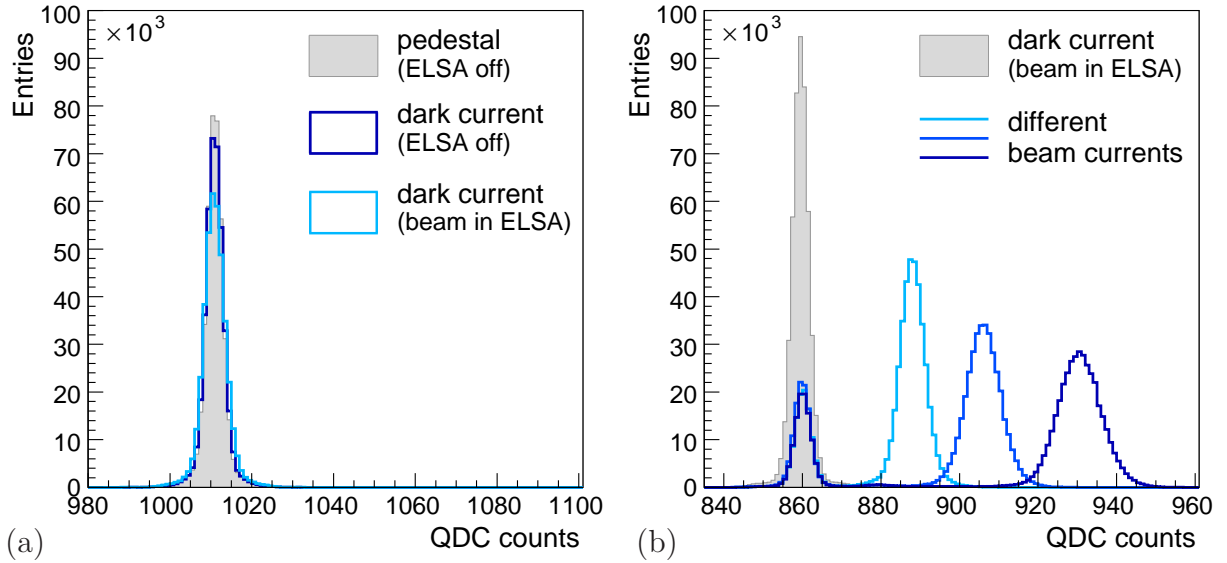 Entries
×10³
100
90
80
70
60
50
40
30
20
10
0
980 1000 1020 1040 1060 1080 1100
QDC counts
pedestal
(ELSA off)
dark current
(ELSA off)
dark current
(beam in ELSA)
(a)
Entries
×10³
100
90
80
70
60
50
40
30
20
10
0
840 860 880 900 920 940 960
QDC counts
dark current
(beam in ELSA)
different
beam currents
(b)